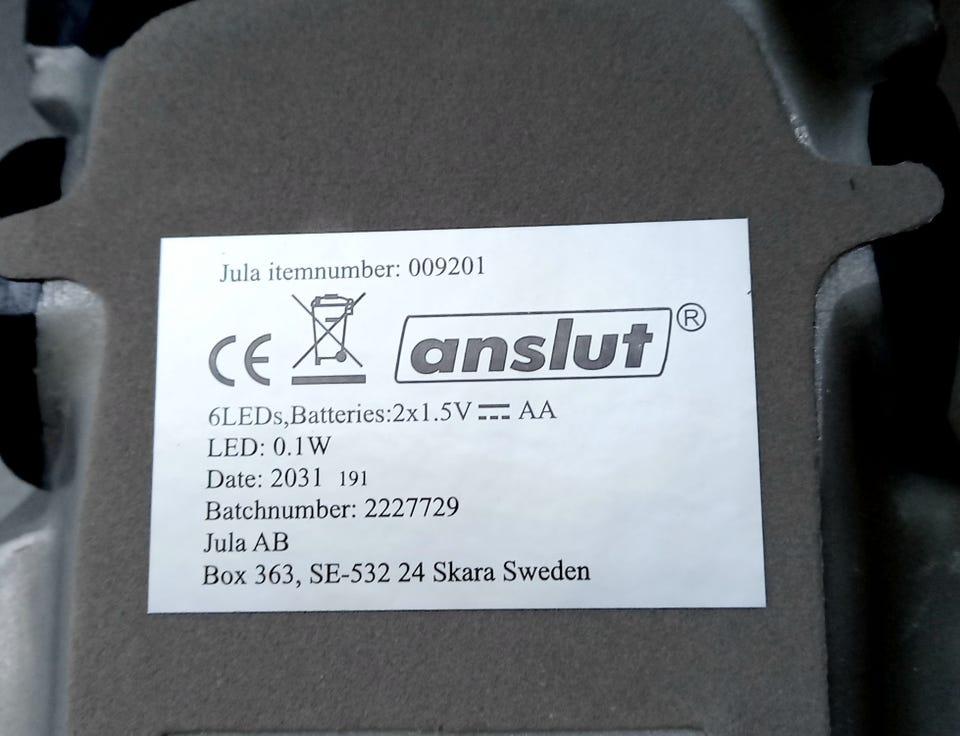 Jula itemnumber: 009201
CE anslut ®
6LEDs,Batteries:2x1.5V ⎓ AA
LED: 0.1W
Date: 2031 191
Batchnumber: 2227729
Jula AB
Box 363, SE-532 24 Skara Sweden